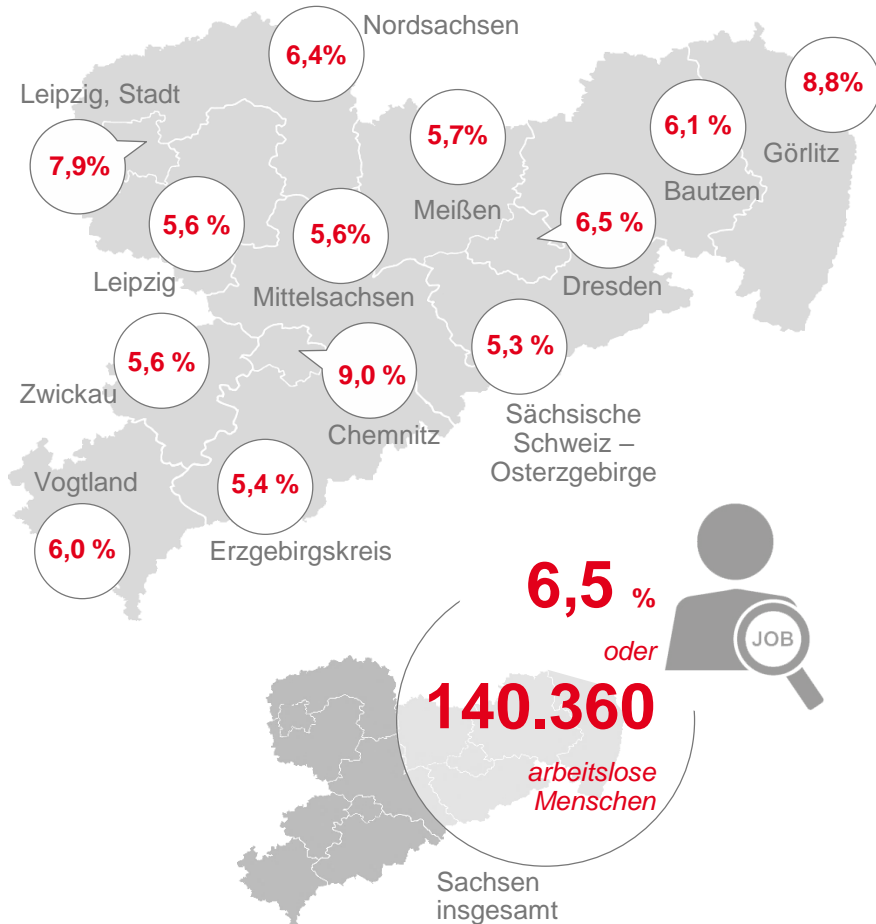 Nordsachsen
6,4%
Leipzig, Stadt
7,9%
5,7%
Meißen
6,1 %
Bautzen
8,8%
Görlitz
5,6 %
Leipzig
5,6%
Mittelsachsen
6,5 %
Dresden
5,6 %
Zwickau
9,0 %
Chemnitz
5,3 %
Sächsische
Schweiz –
Osterzgebirge
Vogtland
6,0 %
5,4 %
Erzgebirgskreis
6,5 %
oder
140.360
arbeitslose
Menschen
JOB
Sachsen
insgesamt